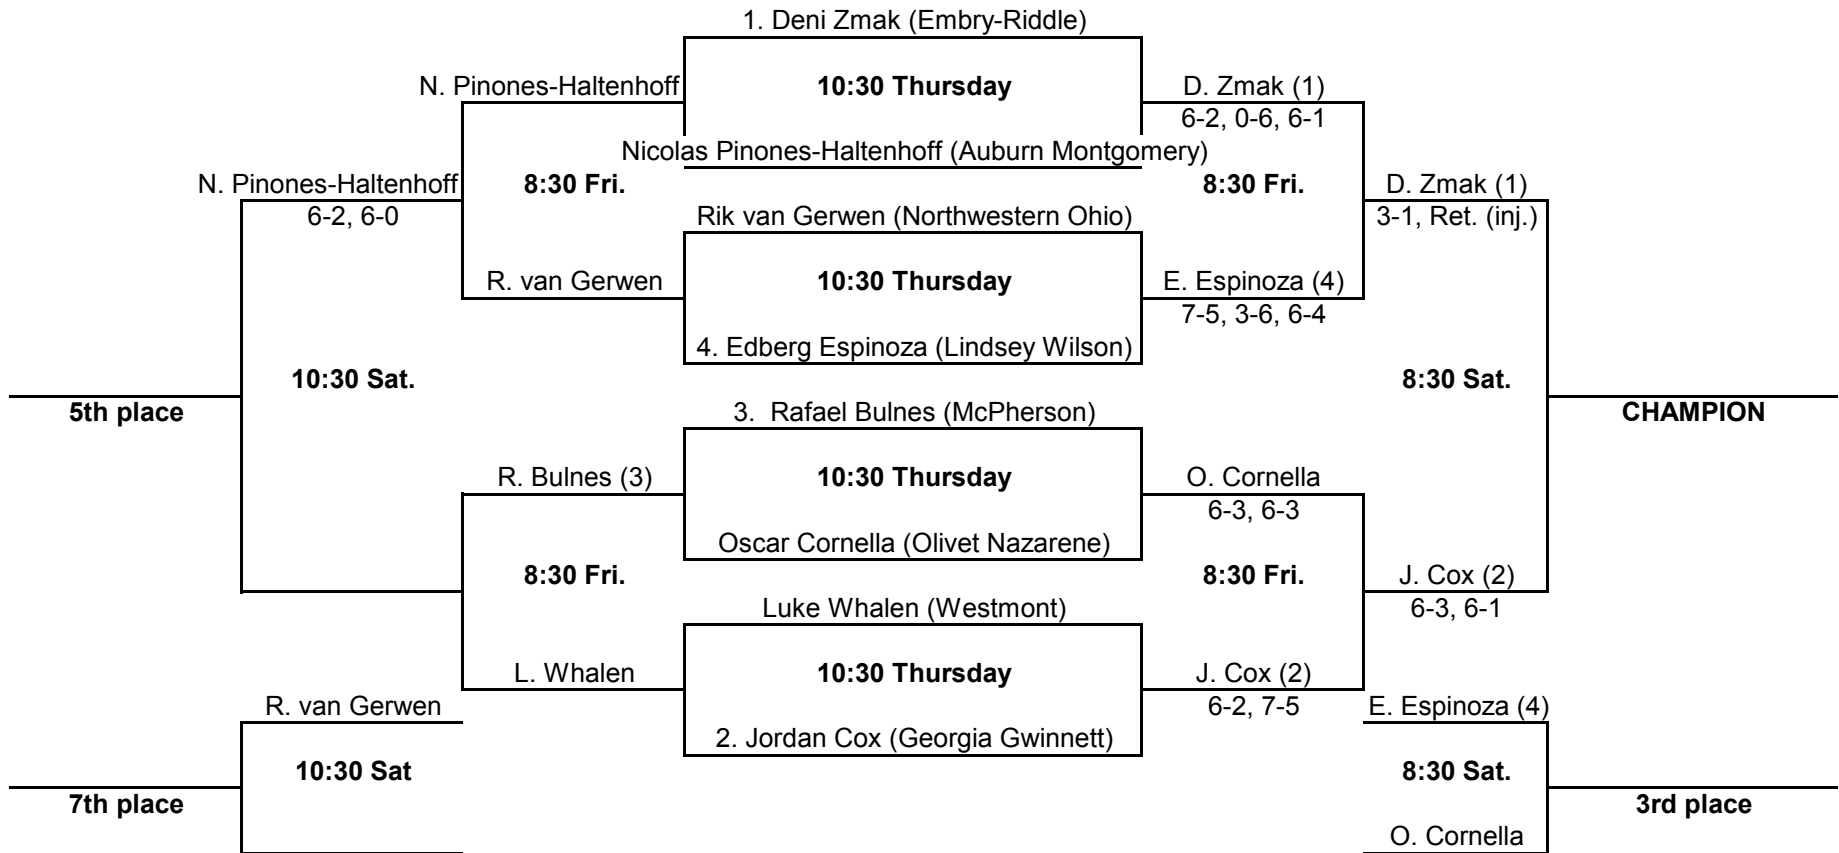 1. Deni Zmak (Embry-Riddle)
N. Pinones-Haltenhoff
10:30 Thursday
D. Zmak (1)
6-2, 0-6, 6-1
Nicolas Pinones-Haltenhoff (Auburn Montgomery)
N. Pinones-Haltenhoff
8:30 Fri.
8:30 Fri.
D. Zmak (1)
6-2, 6-0
Rik van Gerwen (Northwestern Ohio)
3-1, Ret. (inj.)
R. van Gerwen
10:30 Thursday
E. Espinoza (4)
7-5, 3-6, 6-4
4. Edberg Espinoza (Lindsey Wilson)
10:30 Sat.
8:30 Sat.
5th place
3.  Rafael Bulnes (McPherson)
CHAMPION
R. Bulnes (3)
10:30 Thursday
O. Cornella
6-3, 6-3
Oscar Cornella (Olivet Nazarene)
8:30 Fri.
8:30 Fri.
J. Cox (2)
Luke Whalen (Westmont)
6-3, 6-1
L. Whalen
10:30 Thursday
J. Cox (2)
R. van Gerwen
6-2, 7-5
E. Espinoza (4)
2. Jordan Cox (Georgia Gwinnett)
10:30 Sat
8:30 Sat.
7th place
3rd place
O. Cornella